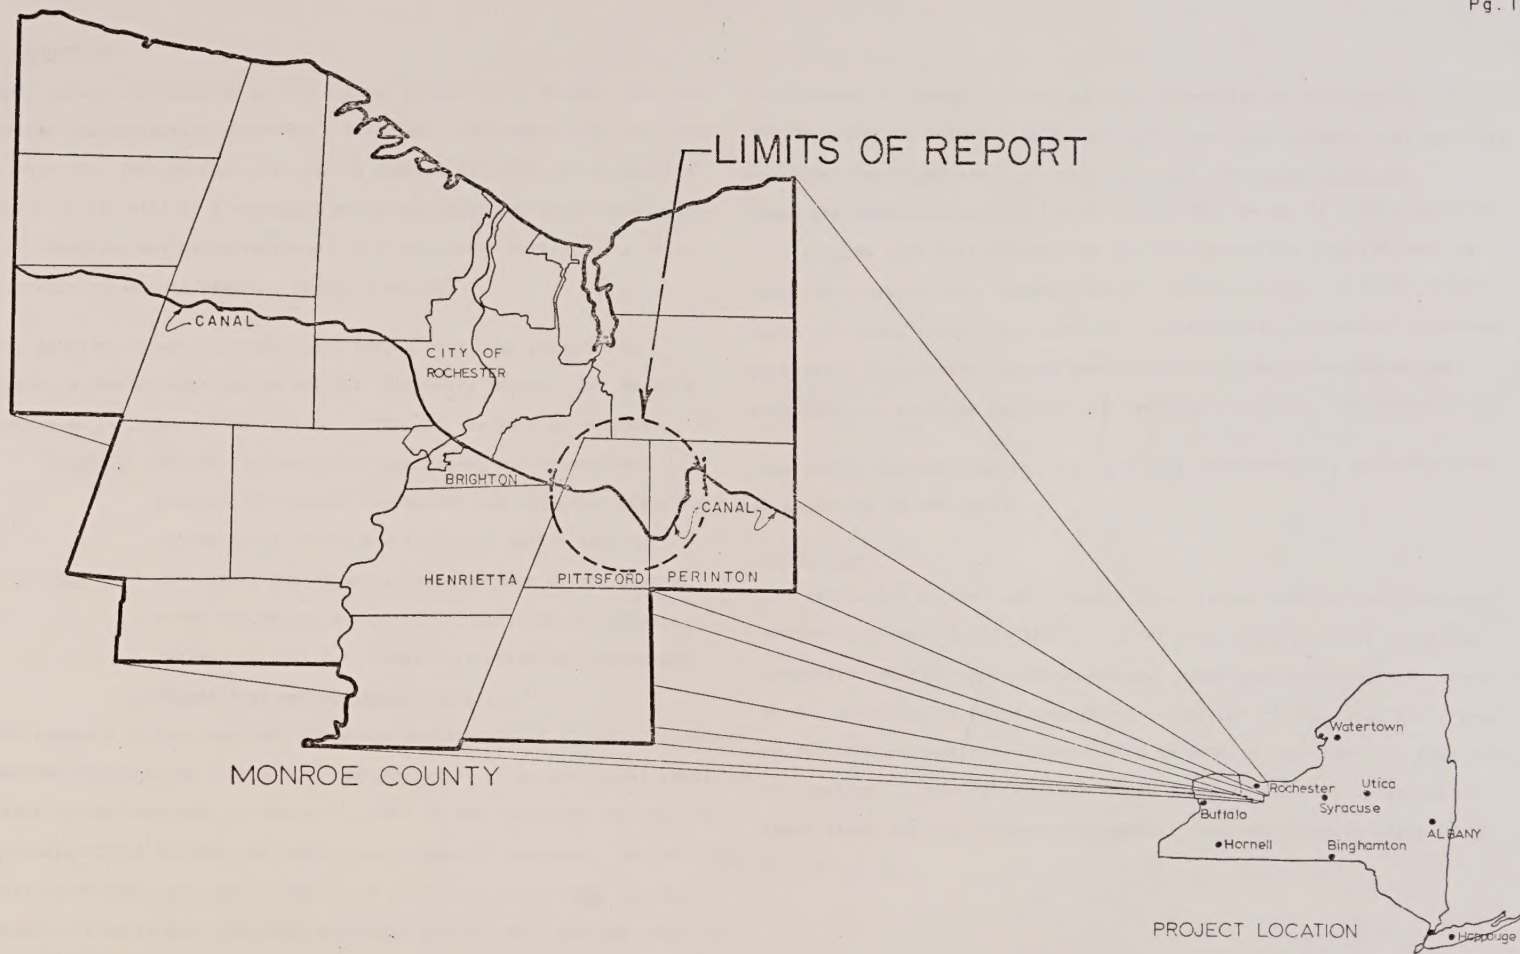 Pg. 1
LIMITS OF REPORT
CANAL
CITY OF
ROCHESTER
BRIGHTON
CANAL
HENRIETTA
PITTSFORD
PERINTON
MONROE COUNTY
Watertown
Rochester
Utica
Syracuse
Buffalo
ALBANY
Hornell
Binghamton
PROJECT LOCATION
Happauge